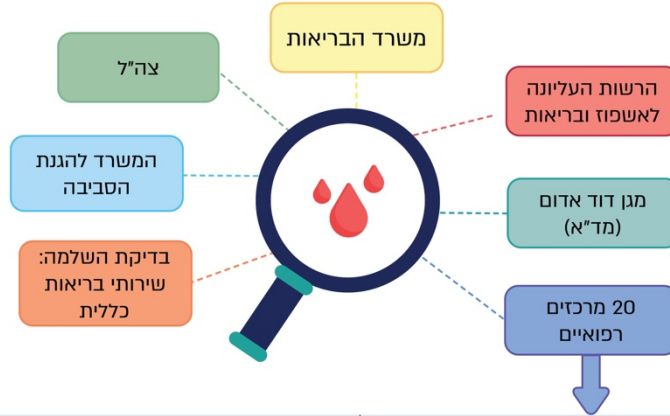 משרד הבריאות
צה"ל
הרשות העליונה
לאשפוז ובריאות
המשרד להגנת
הסביבה
מגן דוד אדום
(מד"א)
בדיקת השלמה:
שירותי בריאות
כללית
20 מרכזים
רפואיים